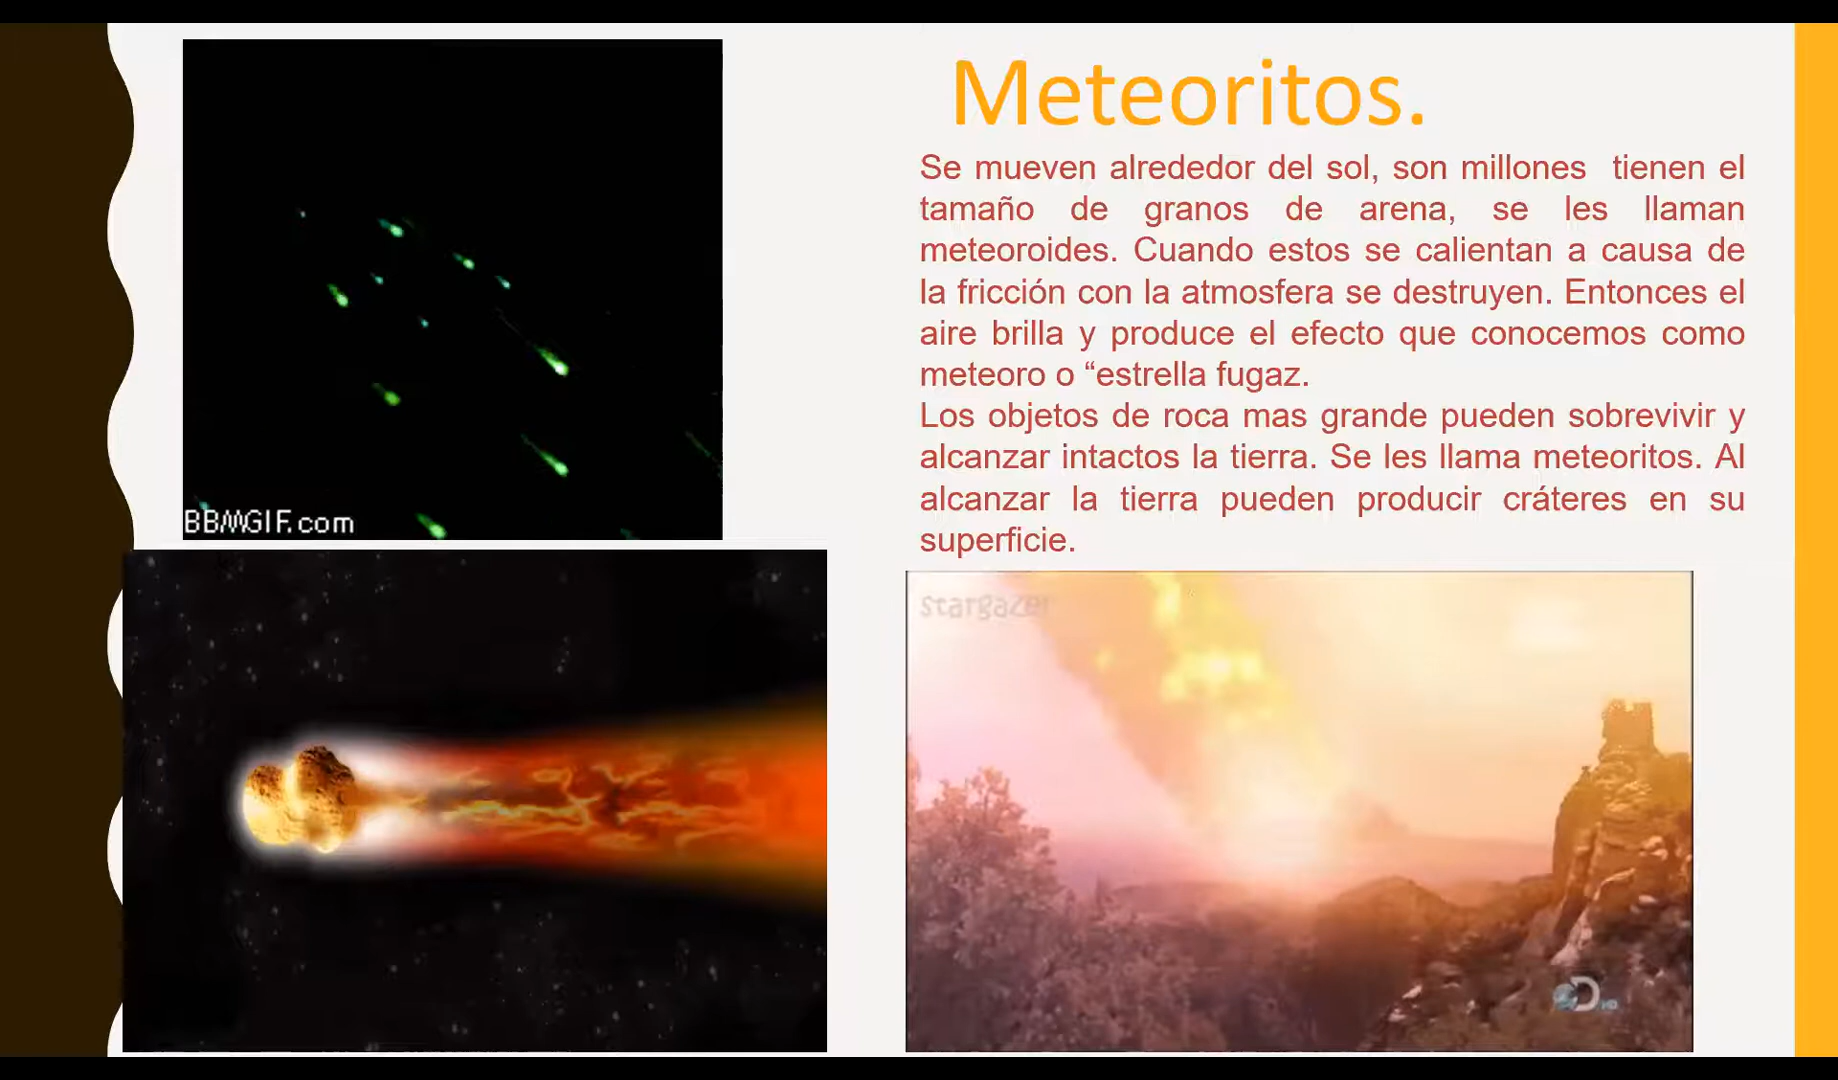 Meteoritos.
Se mueven alrededor del sol, son millones tienen el
tamaño de granos de arena, se les llaman
meteoroides. Cuando estos se calientan a causa de
la fricción con la atmosfera se destruyen. Entonces el
aire brilla y produce el efecto que conocemos como
meteoro o “estrella fugaz.
Los objetos de roca mas grande pueden sobrevivir y
alcanzar intactos la tierra. Se les llama meteoritos. Al
alcanzar la tierra pueden producir cráteres en su
superficie.
BBMGIF.com
stargazer
D HD